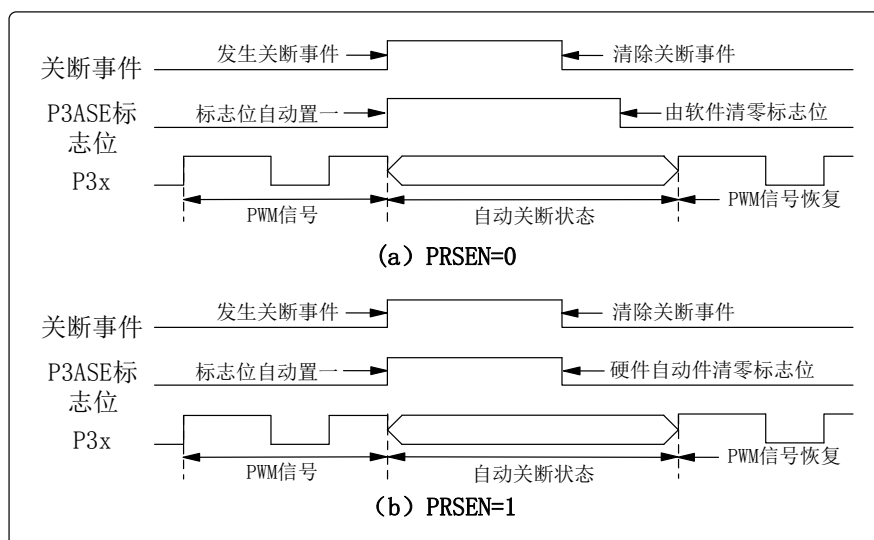 发生关断事件
清除关断事件
关断事件
P3ASE标
志位
标志位自动置一
由软件清零标志位
P3x
PWM信号
自动关断状态
PWM信号恢复
(a) PRSEN=0
发生关断事件
清除关断事件
关断事件
P3ASE标
志位
标志位自动置一
硬件自动件清零标志位
P3x
PWM信号
自动关断状态
PWM信号恢复
(b) PRSEN=1